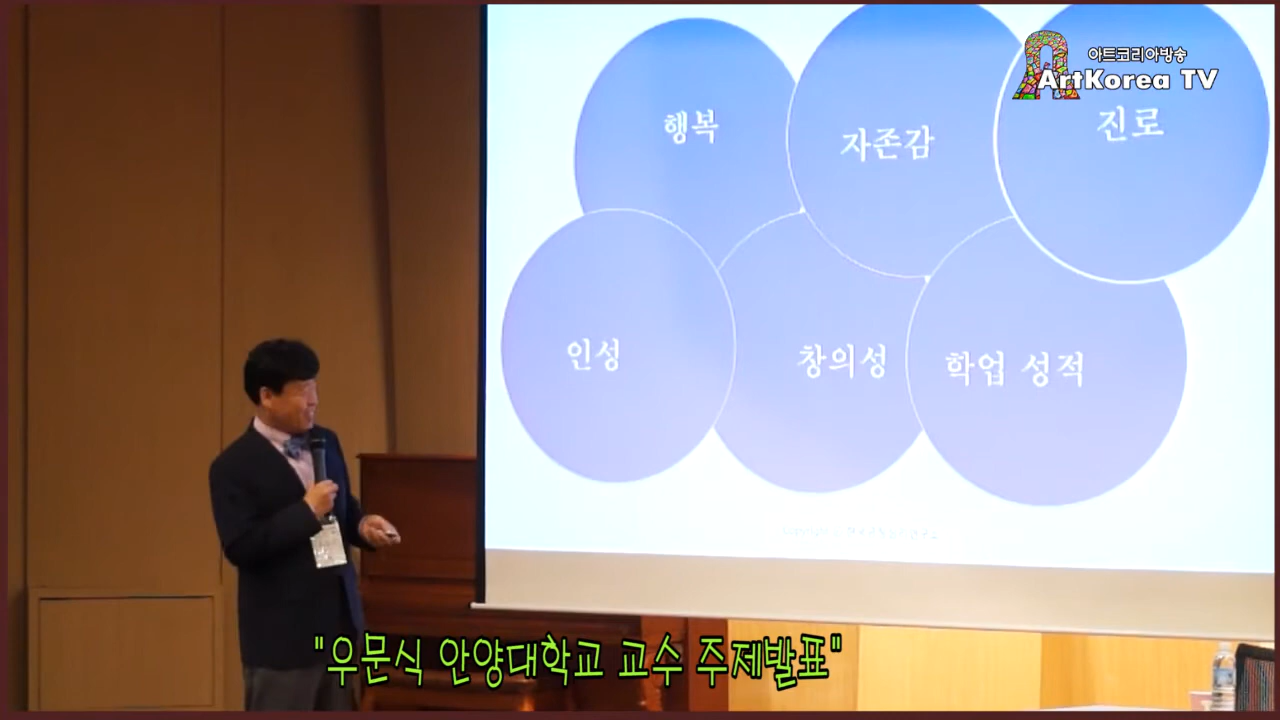 아트코리아방송
ArtKorea TV
행복
자존감
진로
인성
창의성
학업 성적
"우문식 안양대학교 교수 주제발표"